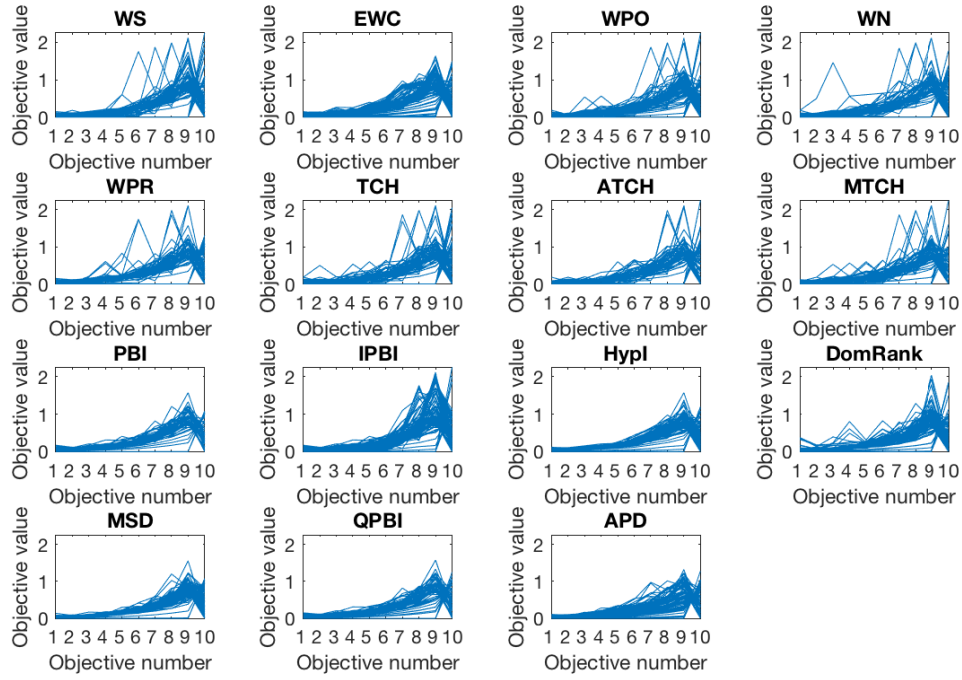 WS EWC WPO WN
Objective value Objective value Objective value Objective value
2 2 2 2
1 1 1 1
0 0 0 0
1 2 3 4 5 6 7 8 9 10 1 2 3 4 5 6 7 8 9 10 1 2 3 4 5 6 7 8 9 10 1 2 3 4 5 6 7 8 9 10
Objective number Objective number Objective number Objective number
WPR TCH ATCH MTCH
Objective value Objective value Objective value Objective value
2 2 2 2
1 1 1 1
0 0 0 0
1 2 3 4 5 6 7 8 9 10 1 2 3 4 5 6 7 8 9 10 1 2 3 4 5 6 7 8 9 10 1 2 3 4 5 6 7 8 9 10
Objective number Objective number Objective number Objective number
PBI IPBI HypI DomRank
Objective value Objective value Objective value Objective value
2 2 2 2
1 1 1 1
0 0 0 0
1 2 3 4 5 6 7 8 9 10 1 2 3 4 5 6 7 8 9 10 1 2 3 4 5 6 7 8 9 10 1 2 3 4 5 6 7 8 9 10
Objective number Objective number Objective number Objective number
MSD QPBI APD
Objective value Objective value Objective value
2 2 2
1 1 1
0 0 0
1 2 3 4 5 6 7 8 9 10 1 2 3 4 5 6 7 8 9 10 1 2 3 4 5 6 7 8 9 10
Objective number Objective number Objective number